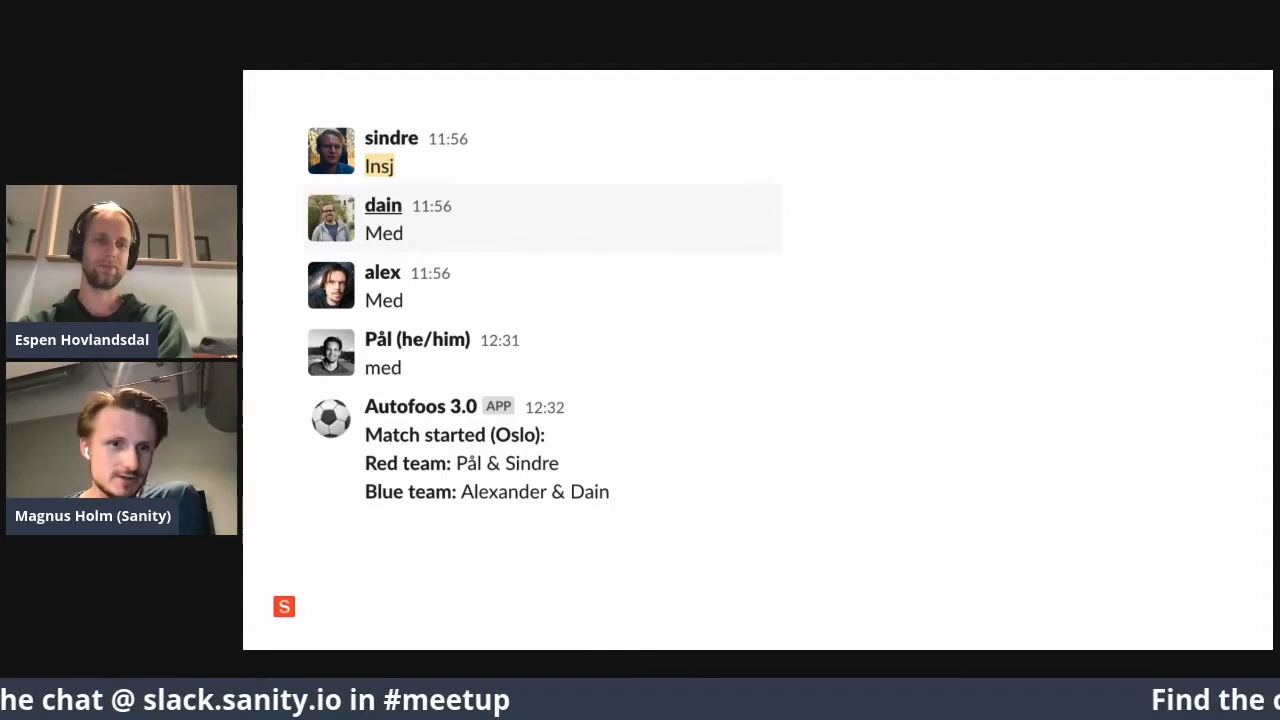 sindre 11:56
Insj
dain 11:56
Med
alex 11:56
Med
Pål (he/him) 12:31
med
Autofoos 3.0 APP 12:32
Match started (Oslo):
Red team: Pål & Sindre
Blue team: Alexander & Dain
S
Espen Hovlandsdal
Magnus Holm (Sanity)
he chat @ slack.sanity.io in #meetup
Find the c